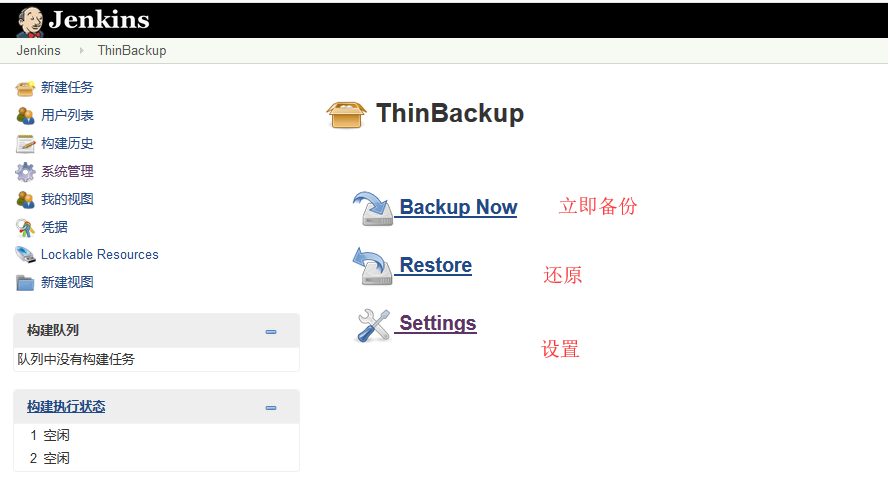 Jenkins
Jenkins ThinBackup
新建任务
用户列表
构建历史
系统管理
我的视图
凭据
Lockable Resources
新建视图
构建队列
队列中没有构建任务
构建执行状态
1 空闲
2 空闲
ThinBackup
Backup Now 立即备份
Restore 还原
Settings 设置